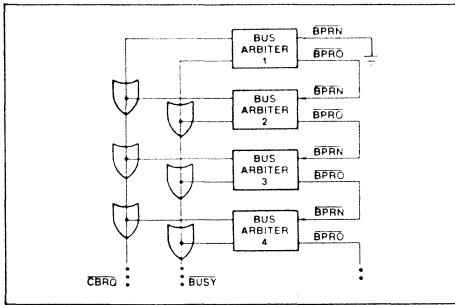 BUS
ARBITER
1
BPRN
BPRO
BUS
ARBITER
2
BPRN
BPRO
BUS
ARBITER
3
BPRN
BPRO
BUS
ARBITER
4
BPRN
BPRO
CBRQ
BUSY